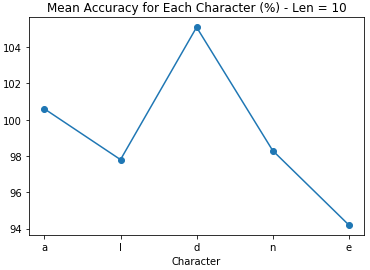 Mean Accuracy for Each Character (%) - Len = 10
104
102
100
98
96
94
a
l
d
n
e
Character